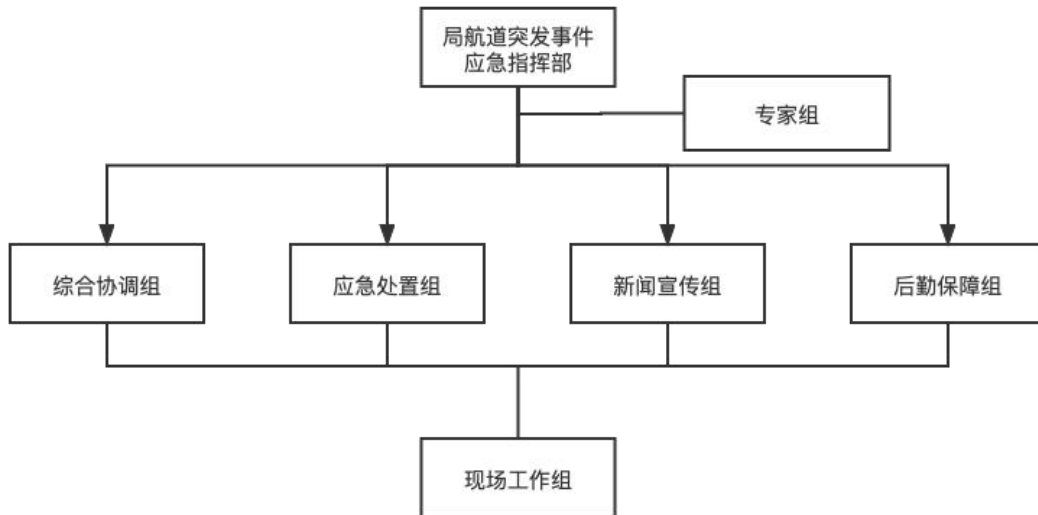 局航道突发事件
应急指挥部
专家组
综合协调组
应急处置组
新闻宣传组
后勤保障组
现场工作组